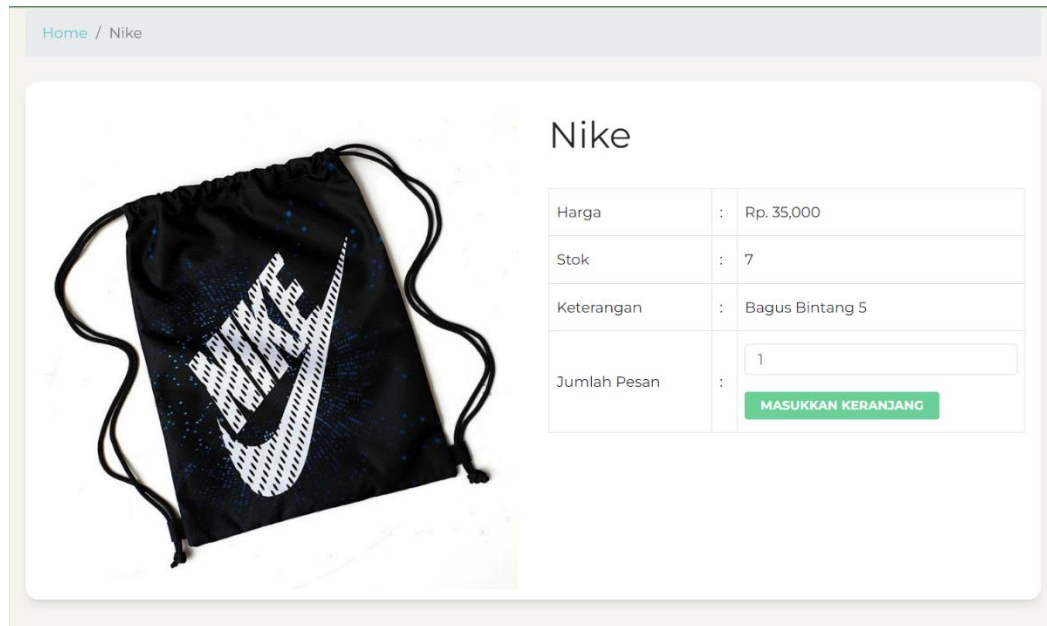 Home / Nike
Nike
NIKE
Harga : Rp. 35,000
Stok : 7
Keterangan : Bagus Bintang 5
Jumlah Pesan : 1
MASUKKAN KERANJANG